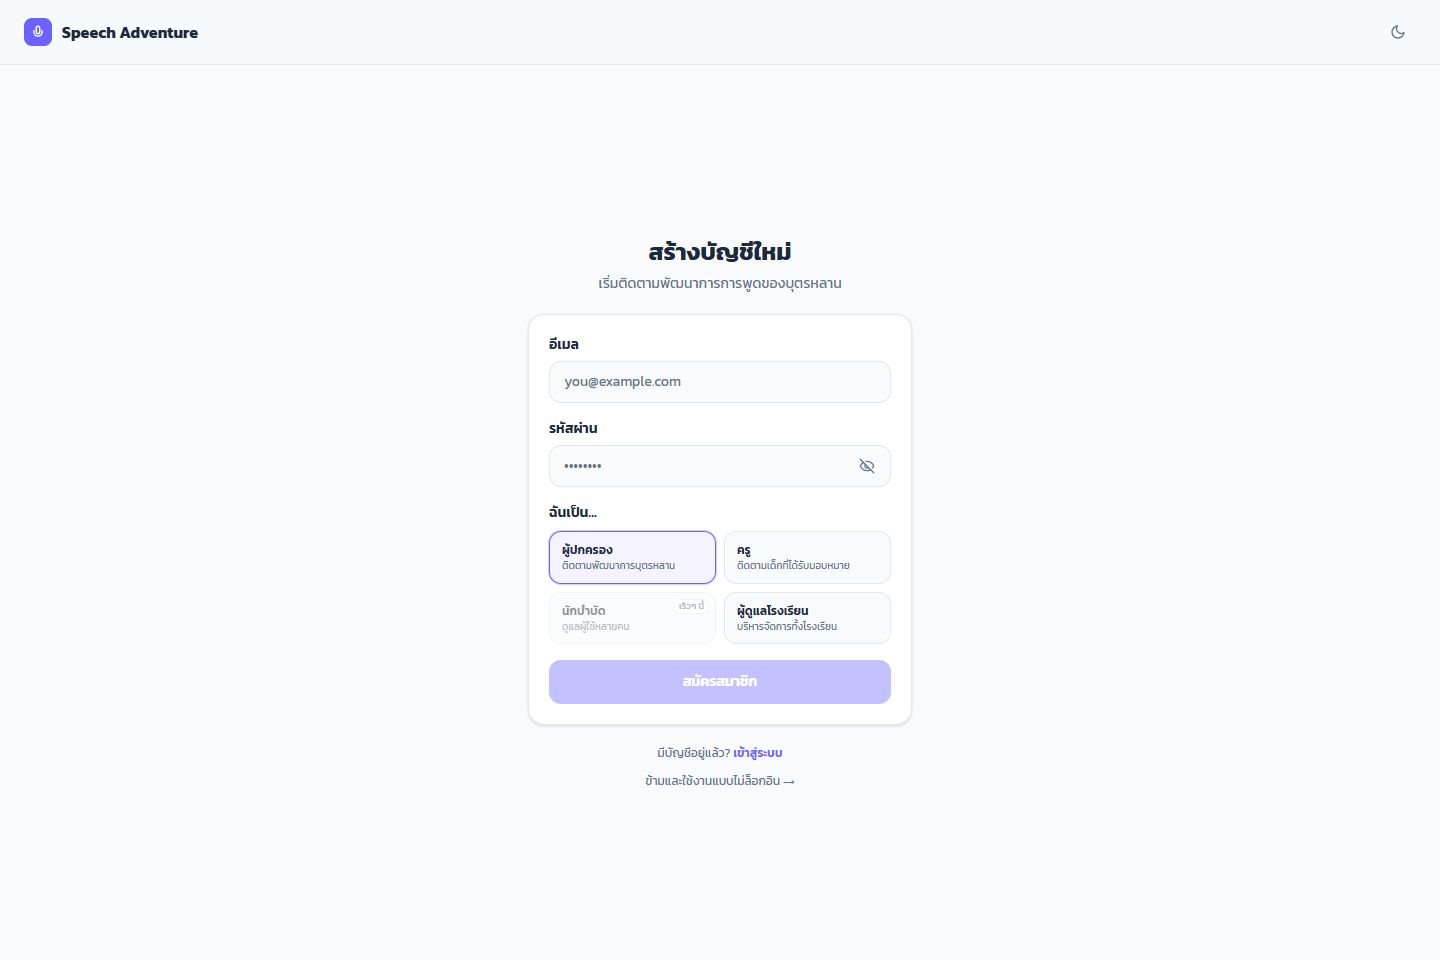 Speech Adventure
สร้างบัญชีใหม่
เริ่มติดตามพัฒนาการการพูดของบุตรหลาน
อีเมล
you@example.com
รหัสผ่าน
••••••••
ฉันเป็น...
ผู้ปกครอง
ติดตามพัฒนาการบุตรหลาน
ครู
ติดตามเด็กที่ได้รับมอบหมาย
นักบำบัด
เร็วๆ นี้
ดูแลผู้ใช้หลายคน
ผู้ดูแลโรงเรียน
บริหารจัดการทั้งโรงเรียน
สมัครสมาชิก
มีบัญชีอยู่แล้ว? เข้าสู่ระบบ
ข้ามและใช้งานแบบไม่ล็อกอิน →